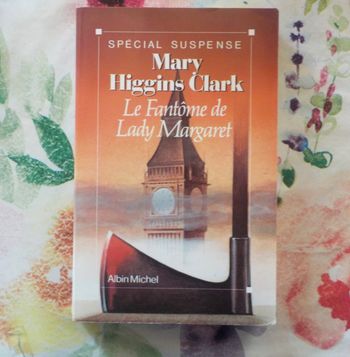 SPÉCIAL SUSPENSE
Mary
Higgins Clark
Le Fantôme de
Lady Margaret
Albin Michel